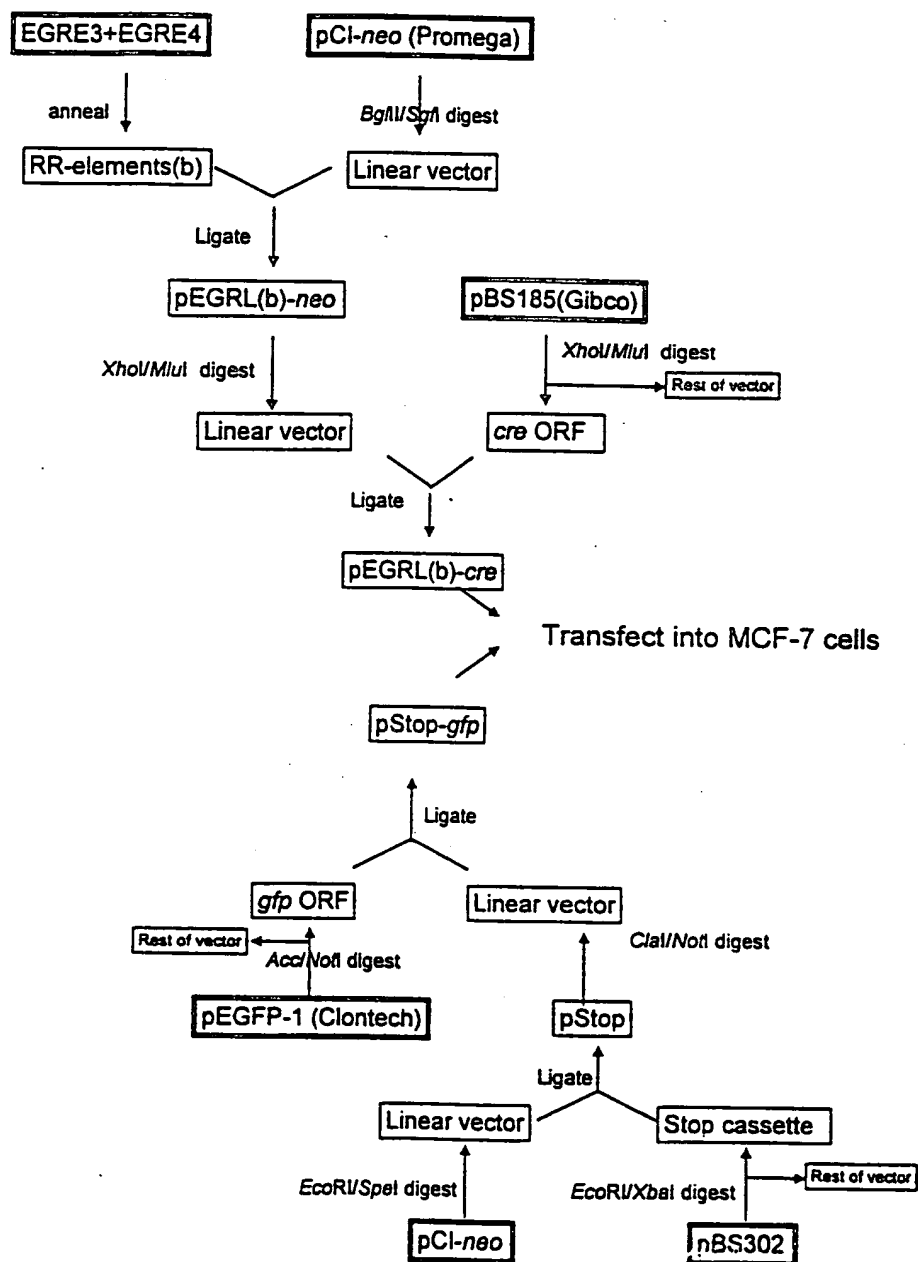 EGRE3+EGRE4
pCI-neo (Promega)
anneal
BglII/SgfI digest
RR-elements(b)
Linear vector
Ligate
pEGRL(b)-neo
pBS185(Gibco)
XhoI/MluI digest
XhoI/MluI digest
Rest of vector
Linear vector
cre ORF
Ligate
pEGRL(b)-cre
Transfect into MCF-7 cells
pStop-gfp
Ligate
gfp ORF
Linear vector
Rest of vector
AccI/NotI digest
ClaI/NotI digest
pEGFP-1 (Clontech)
pStop
Ligate
Linear vector
Stop cassette
EcoRI/SpeI digest
EcoRI/XbaI digest
Rest of vector
pCI-neo
pBS302